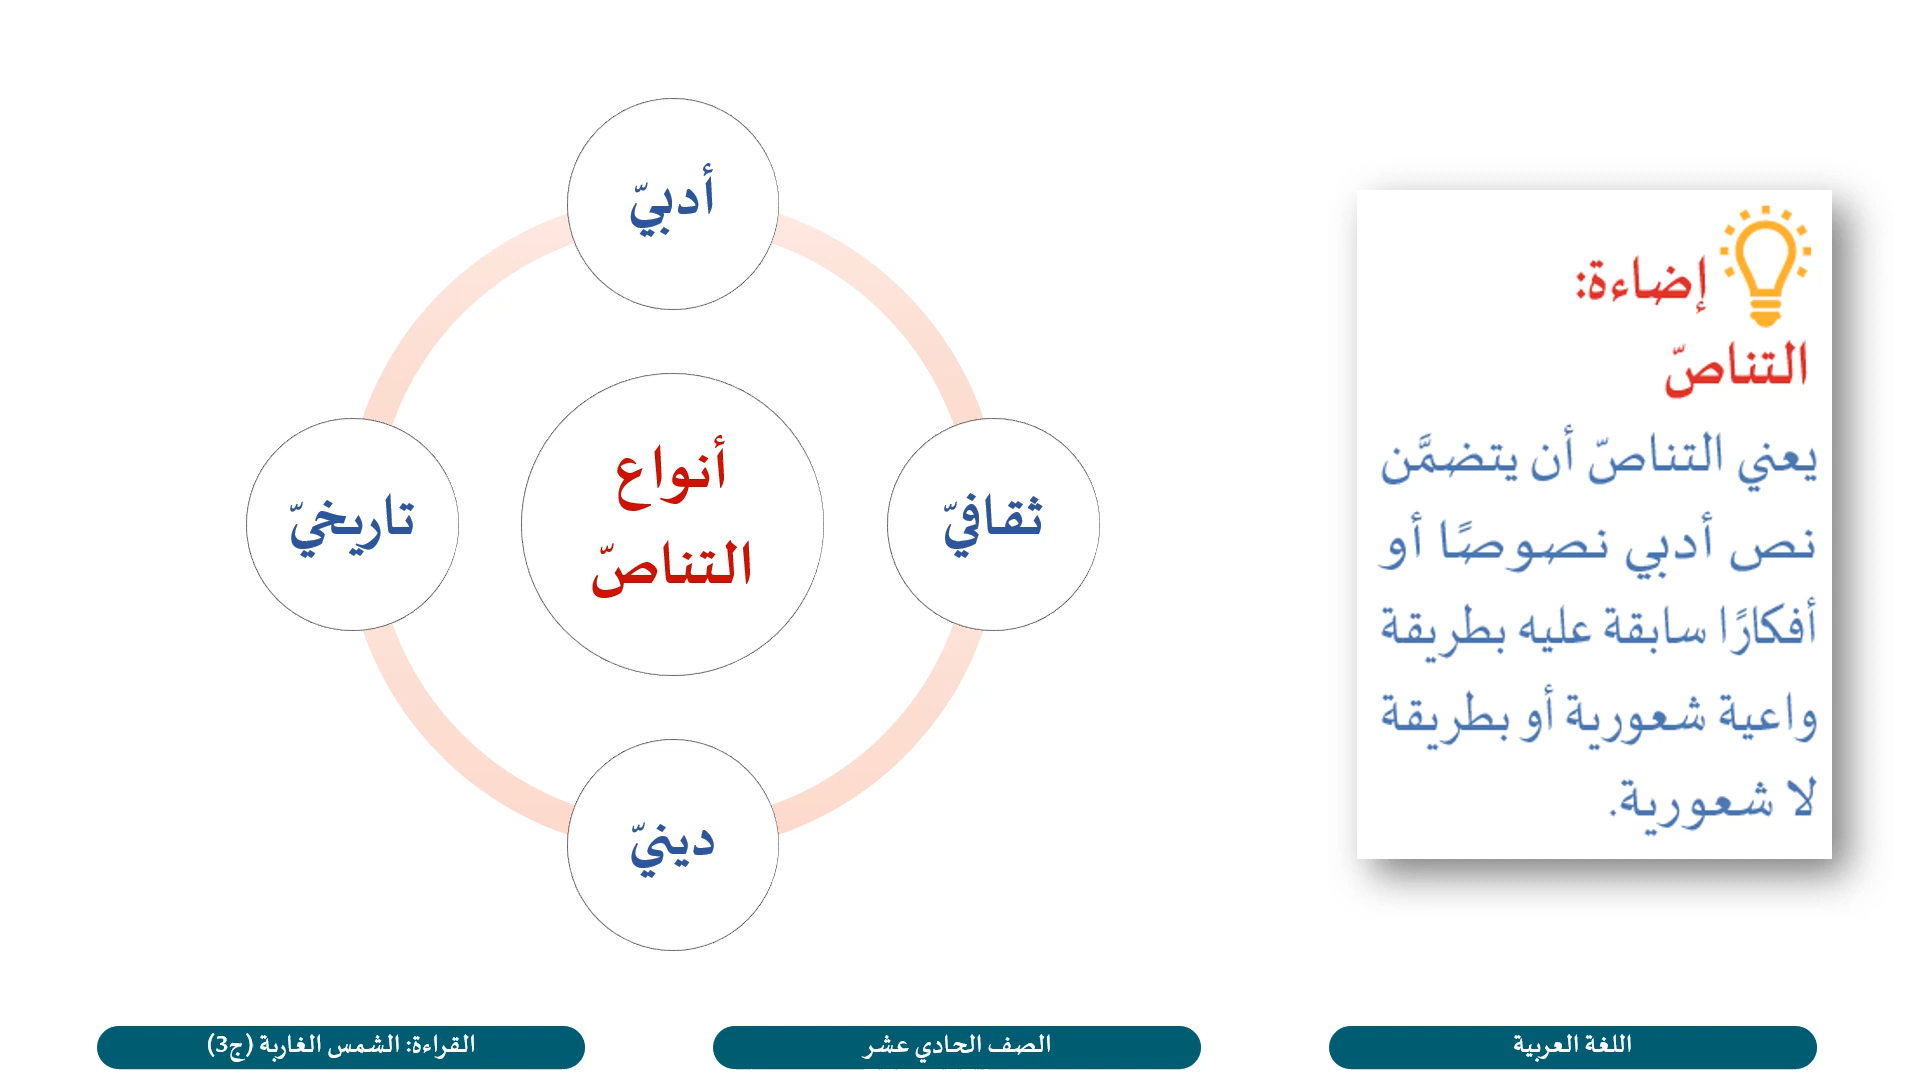 إضاءة:
التناصّ
يعني التناصّ أن يتضمَّن
نص أدبي نصوصًا أو
أفكارًا سابقة عليه بطريقة
واعية شعورية أو بطريقة
لا شعورية.
أنواع
التناصّ
أدبيّ
ثقافيّ
دينيّ
تاريخيّ
اللغة العربية
الصف الحادي عشر
القراءة: الشمس الغاربة (ج3)